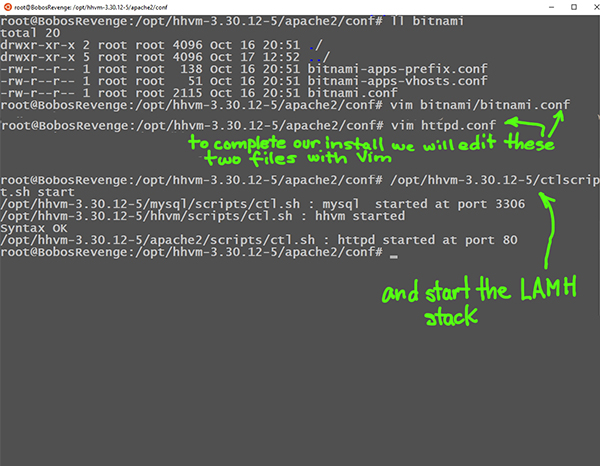 root@BobosRevenge: /opt/hhvm-3.30.12-5/apache2/conf
root@BobosRevenge:/opt/hhvm-3.30.12-5/apache2/conf# ll bitnami
total 20
drwxr-xr-x 2 root root 4096 Oct 16 20:51 ./
drwxr-xr-x 5 root root 4096 Oct 17 12:52 ../
-rw-r--r-- 1 root root  138 Oct 16 20:51 bitnami-apps-prefix.conf
-rw-r--r-- 1 root root   51 Oct 16 20:51 bitnami-apps-vhosts.conf
-rw-r--r-- 1 root root 2115 Oct 16 20:51 bitnami.conf
root@BobosRevenge:/opt/hhvm-3.30.12-5/apache2/conf# vim bitnami/bitnami.conf
root@BobosRevenge:/opt/hhvm-3.30.12-5/apache2/conf# vim httpd.conf
to complete our install we will edit these
two files with Vim
root@BobosRevenge:/opt/hhvm-3.30.12-5/apache2/conf# /opt/hhvm-3.30.12-5/ctlscrip
t.sh start
/opt/hhvm-3.30.12-5/mysql/scripts/ctl.sh : mysql  started at port 3306
/opt/hhvm-3.30.12-5/hhvm/scripts/ctl.sh : hhvm started
Syntax OK
/opt/hhvm-3.30.12-5/apache2/scripts/ctl.sh : httpd started at port 80
root@BobosRevenge:/opt/hhvm-3.30.12-5/apache2/conf#
and start the LAMH
stack